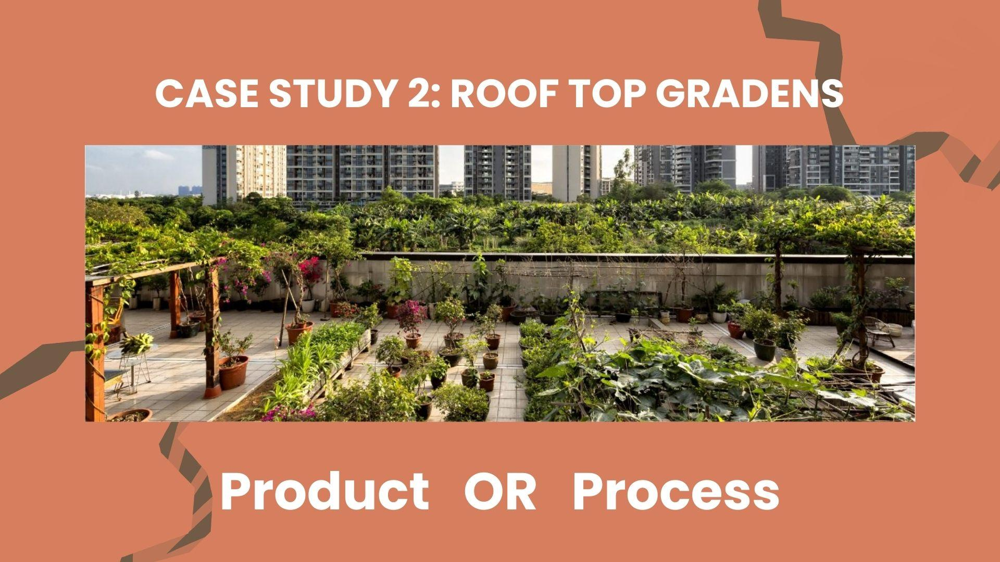 CASE STUDY 2: ROOF TOP GRADENS
Product OR Process